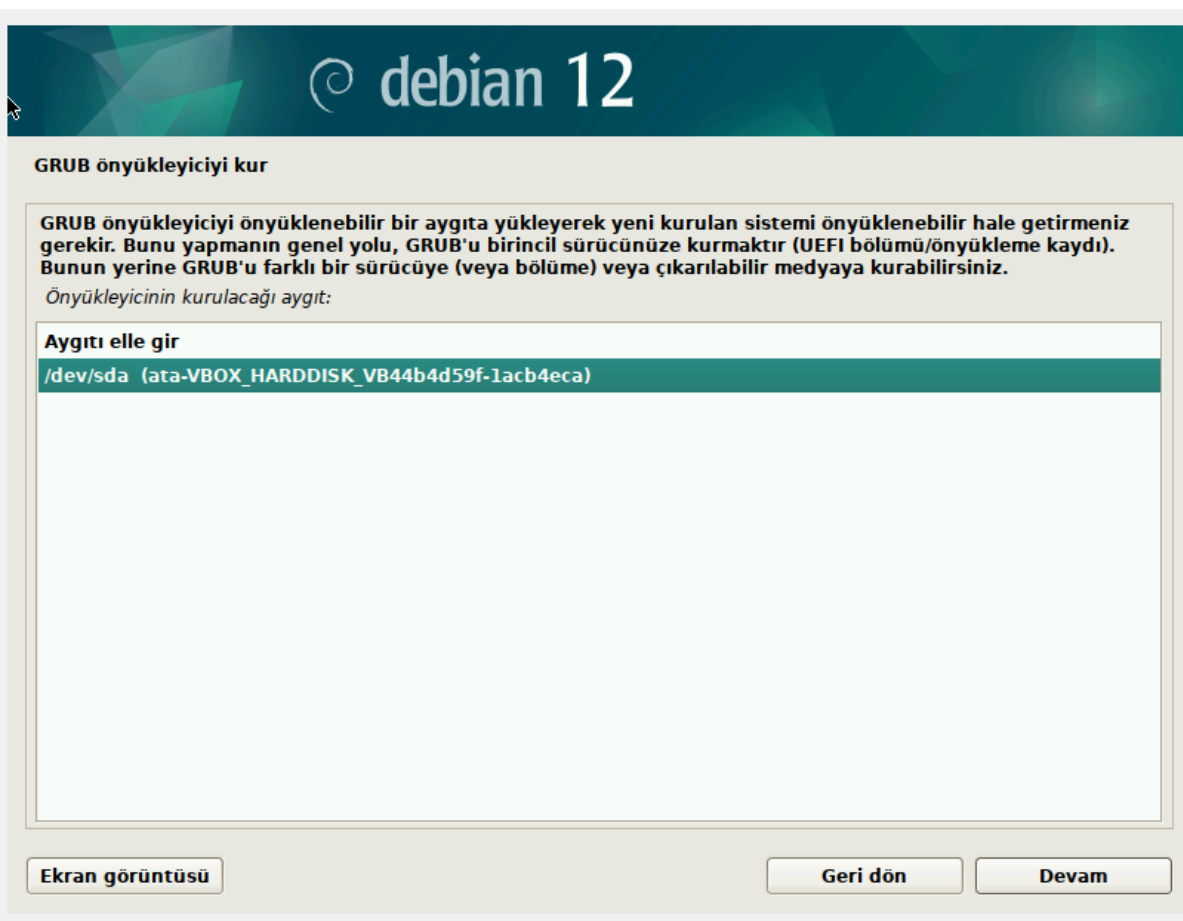 debian 12
GRUB önyükleyiciyi kur
GRUB önyükleyiciyi önyüklenebilir bir aygıta yükleyerek yeni kurulan sistemi önyüklenebilir hale getirmeniz
gerekir. Bunu yapmanın genel yolu, GRUB'u birincil sürücünüze kurmaktır (UEFI bölümü/önyükleme kaydı).
Bunun yerine GRUB'u farklı bir sürücüye (veya bölüme) veya çıkarılabilir medyaya kurabilirsiniz.
Önyükleyicinin kurulacağı aygıt:
Aygıtı elle gir
/dev/sda (ata-VBOX_HARDDISK_VB44b4d59f-1acb4eca)
Ekran görüntüsü
Geri dön
Devam